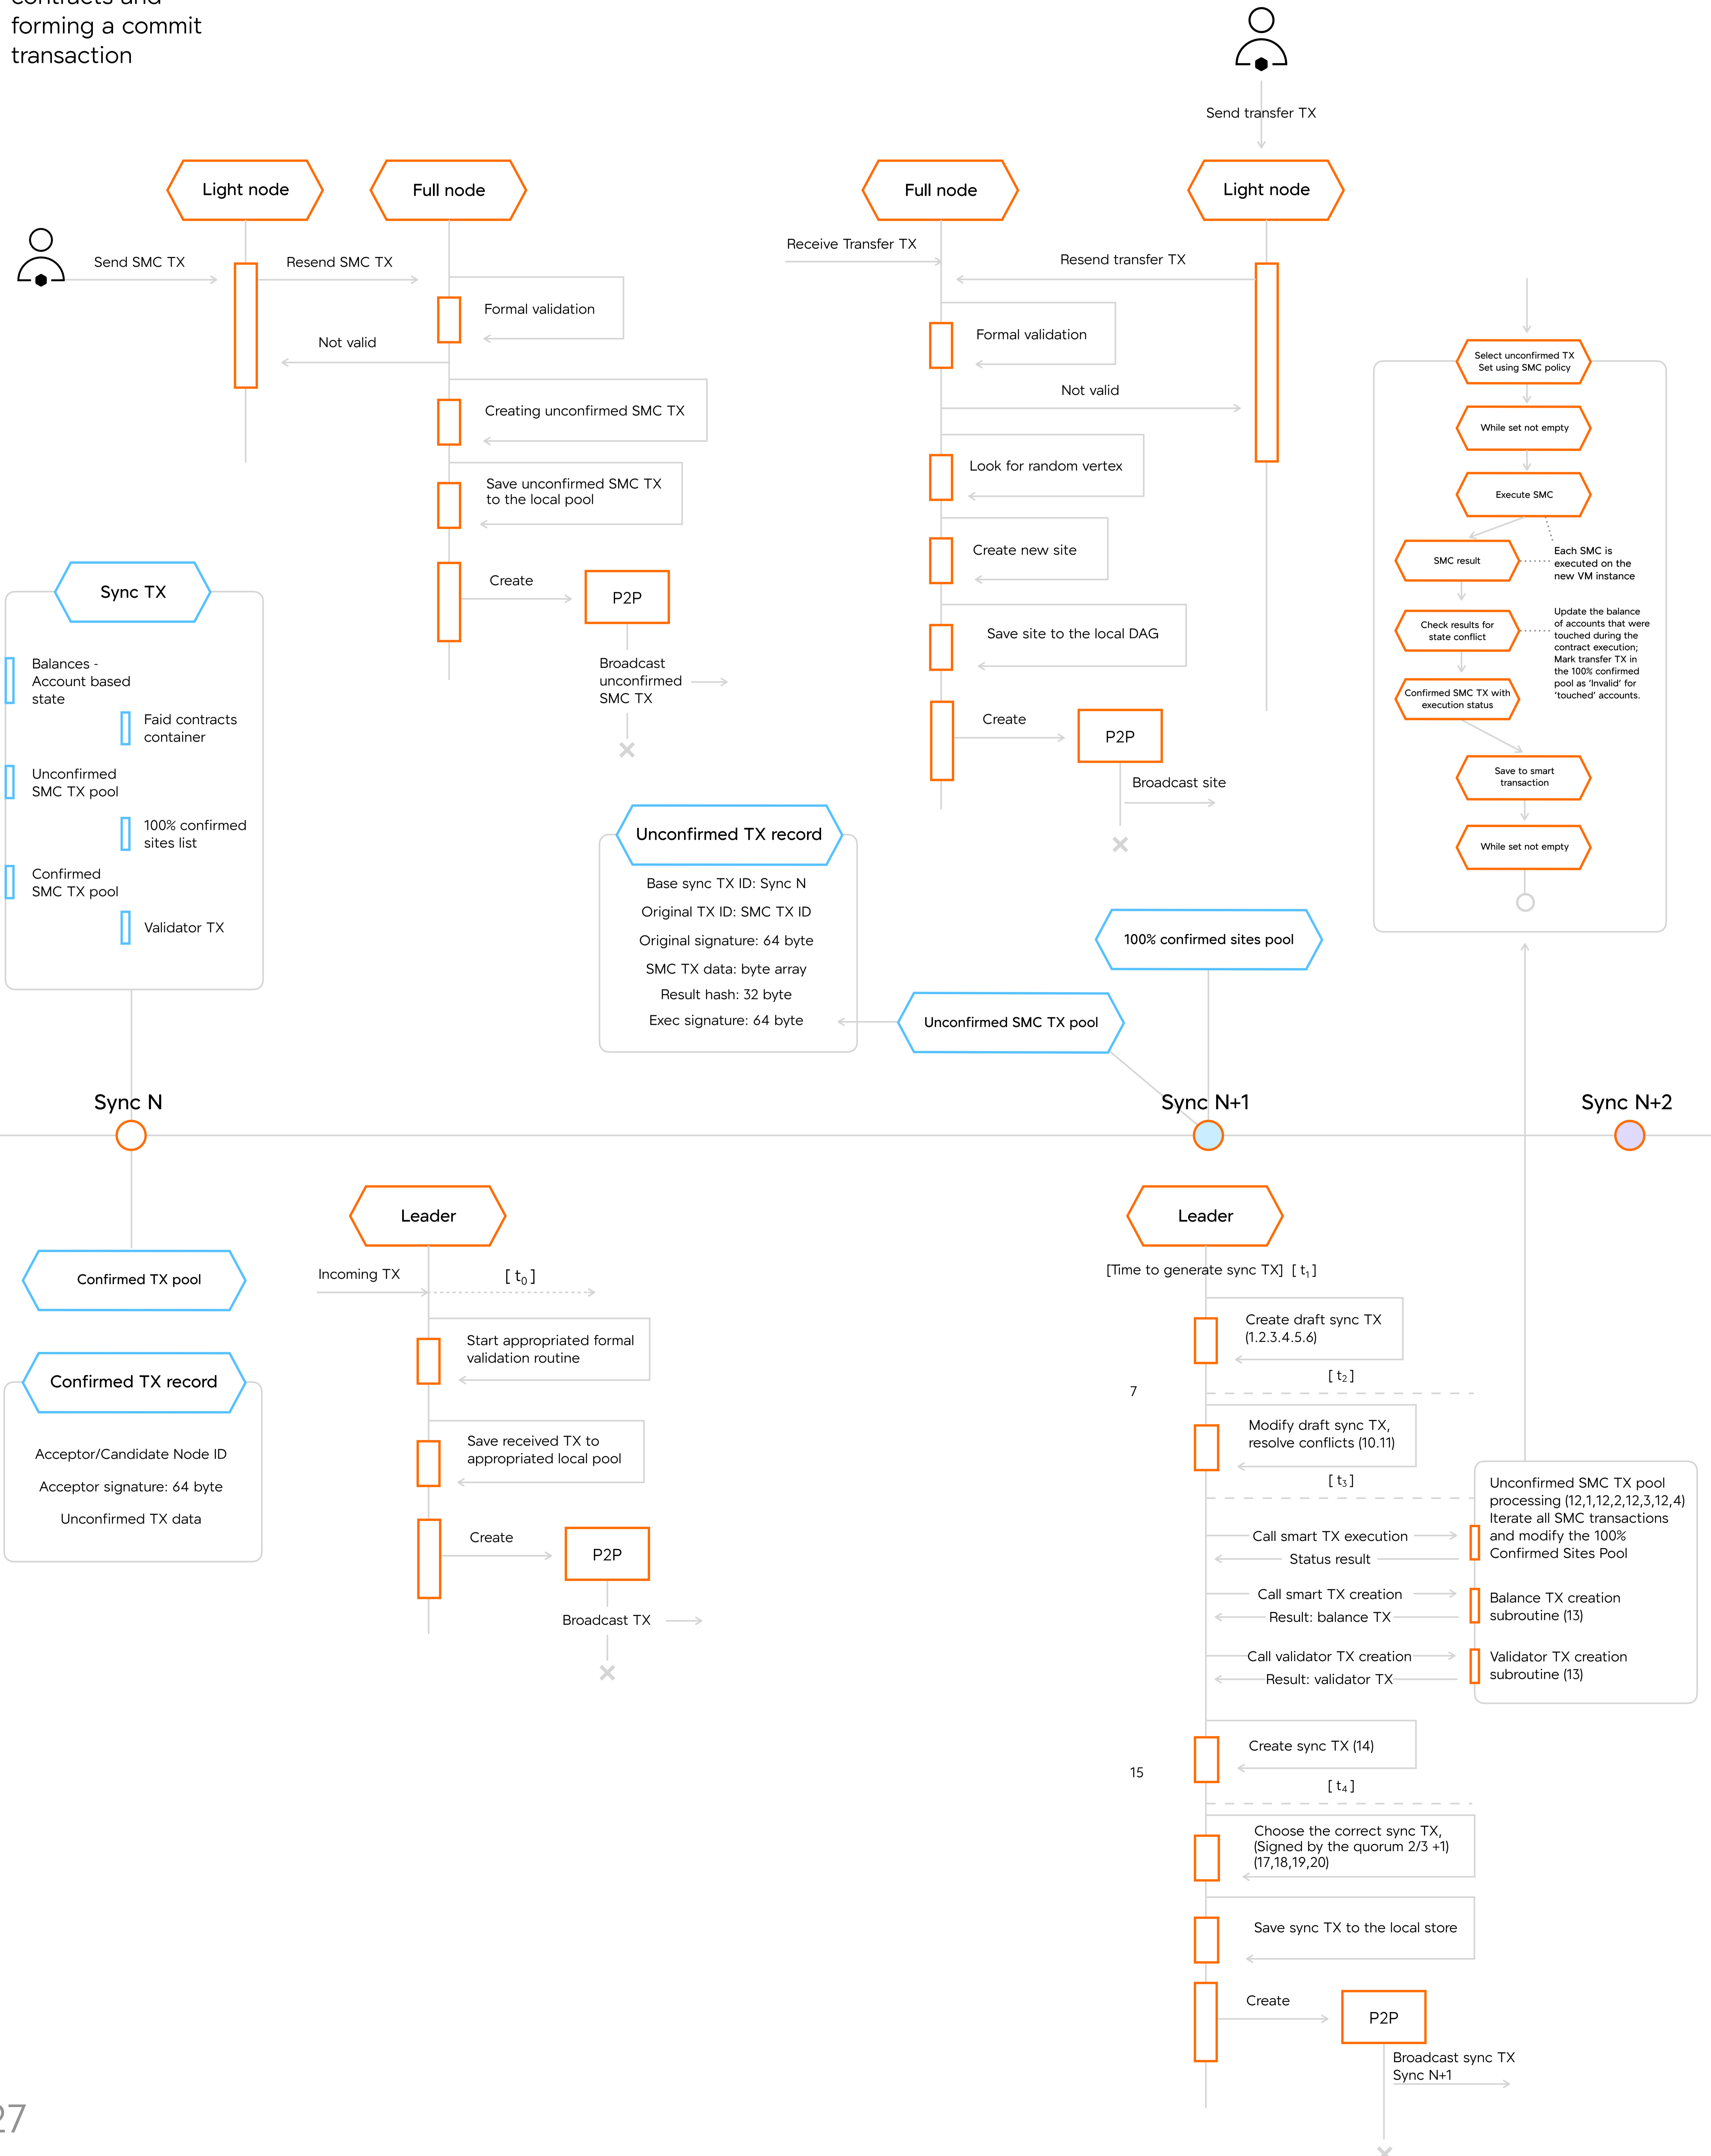 contracts and
forming a commit
transaction
Send transfer TX
Light node
Full node
Full node
Light node
Send SMC TX
Resend SMC TX
Formal validation
Not valid
Creating unconfirmed SMC TX
Save unconfirmed SMC TX
to the local pool
Create
P2P
Broadcast
unconfirmed
SMC TX
Receive Transfer TX
Resend transfer TX
Formal validation
Not valid
Look for random vertex
Create new site
Save site to the local DAG
Create
P2P
Broadcast site
Select unconfirmed TX
Set using SMC policy
While set not empty
Execute SMC
SMC result
Each SMC is
executed on the
new VM instance
Check results for
state conflict
Update the balance
of accounts that were
touched during the
contract execution;
Mark transfer TX in
the 100% confirmed
pool as ‘Invalid’ for
‘touched’ accounts.
Confirmed SMC TX with
execution status
Save to smart
transaction
While set not empty
Sync TX
Balances -
Account based
state
Faid contracts
container
Unconfirmed
SMC TX pool
100% confirmed
sites list
Confirmed
SMC TX pool
Validator TX
Unconfirmed TX record
Base sync TX ID: Sync N
Original TX ID: SMC TX ID
Original signature: 64 byte
SMC TX data: byte array
Result hash: 32 byte
Exec signature: 64 byte
100% confirmed sites pool
Unconfirmed SMC TX pool
Sync N
Sync N+1
Sync N+2
Confirmed TX pool
Confirmed TX record
Acceptor/Candidate Node ID
Acceptor signature: 64 byte
Unconfirmed TX data
Leader
Incoming TX
[ t0 ]
Start appropriated formal
validation routine
Save received TX to
appropriated local pool
Create
P2P
Broadcast TX
Leader
[Time to generate sync TX] [ t1 ]
Create draft sync TX
(1.2.3.4.5.6)
[ t2 ]
7
Modify draft sync TX,
resolve conflicts (10.11)
[ t3 ]
Call smart TX execution
Status result
Call smart TX creation
Result: balance TX
Call validator TX creation
Result: validator TX
Unconfirmed SMC TX pool
processing (12,1,12,2,12,3,12,4)
Iterate all SMC transactions
and modify the 100%
Confirmed Sites Pool
Balance TX creation
subroutine (13)
Validator TX creation
subroutine (13)
Create sync TX (14)
15
[ t4 ]
Choose the correct sync TX,
(Signed by the quorum 2/3 +1)
(17,18,19,20)
Save sync TX to the local store
Create
P2P
Broadcast sync TX
Sync N+1
27